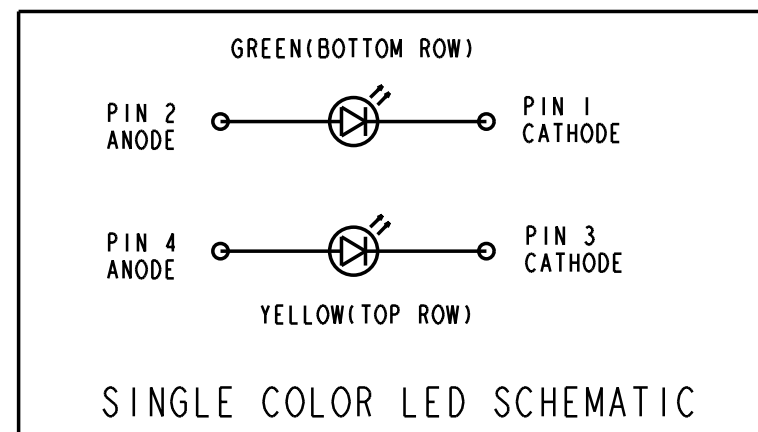 GREEN(BOTTOM ROW)
PIN 2
ANODE
PIN 1
CATHODE
PIN 4
ANODE
PIN 3
CATHODE
YELLOW(TOP ROW)
SINGLE COLOR LED SCHEMATIC